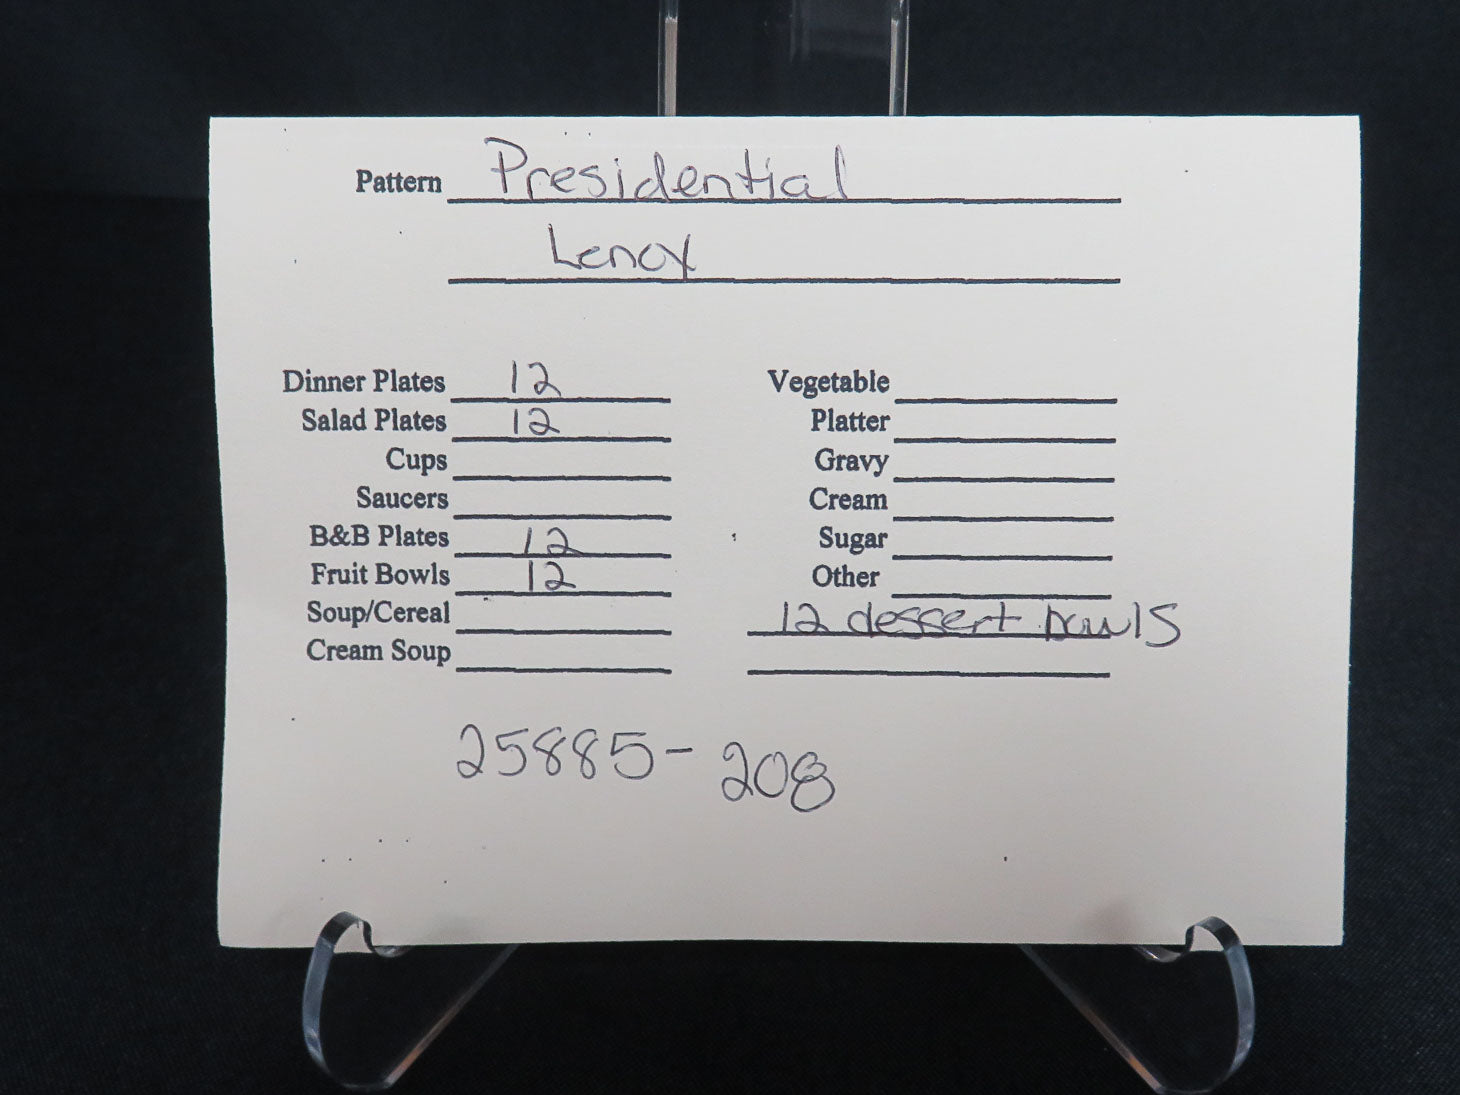 Pattern Presidential
Lenox
Dinner Plates 12
Salad Plates 12
Cups
Saucers
B&B Plates 12
Fruit Bowls 12
Soup/Cereal
Cream Soup
Vegetable
Platter
Gravy
Cream
Sugar
Other
12 dessert bowls
25885-208